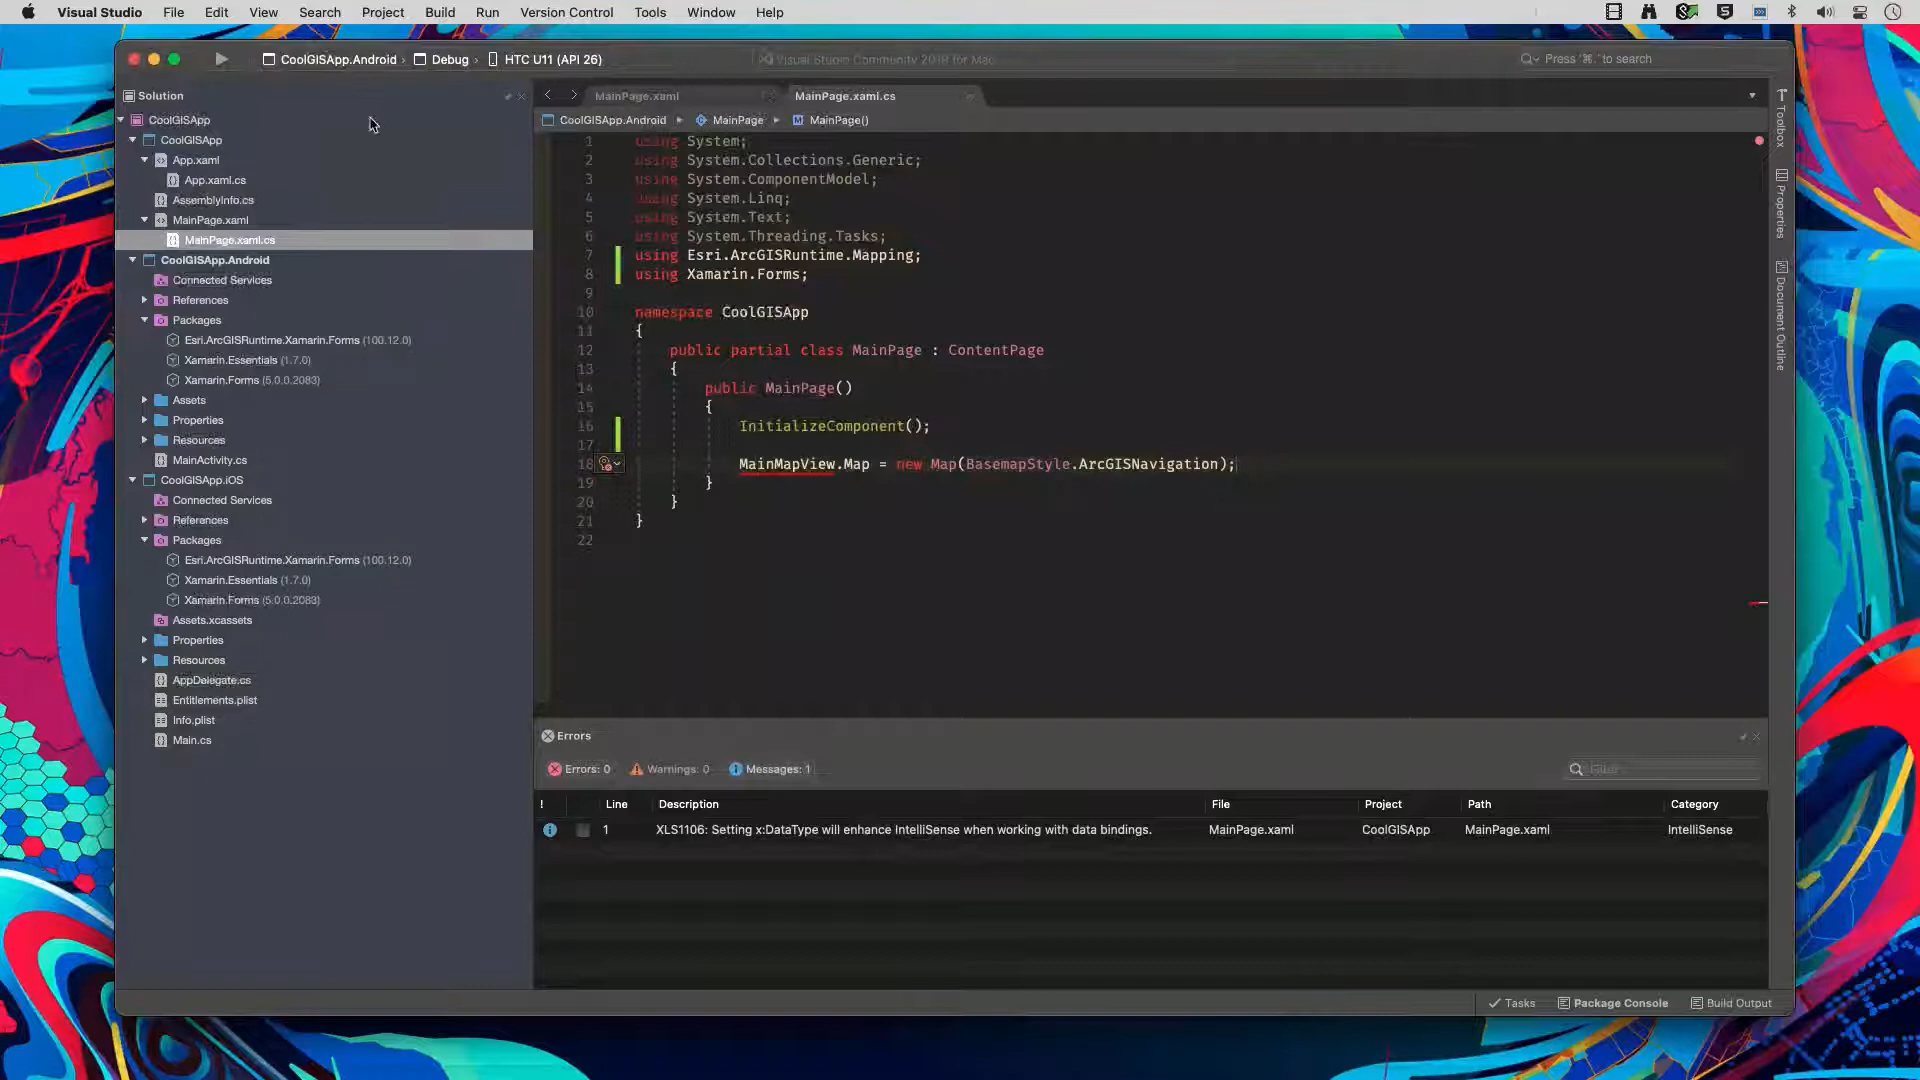 Visual Studio File Edit View Search Project Build Run Version Control Tools Window Help
CoolGISApp.Android › Debug › HTC U11 (API 26) Visual Studio Community 2019 for Mac Press '⌘.' to search
Solution
CoolGISApp
CoolGISApp
App.xaml
App.xaml.cs
AssemblyInfo.cs
MainPage.xaml
MainPage.xaml.cs
CoolGISApp.Android
Connected Services
References
Packages
Esri.ArcGISRuntime.Xamarin.Forms (100.12.0)
Xamarin.Essentials (1.7.0)
Xamarin.Forms (5.0.0.2083)
Assets
Properties
Resources
MainActivity.cs
CoolGISApp.iOS
Connected Services
References
Packages
Esri.ArcGISRuntime.Xamarin.Forms (100.12.0)
Xamarin.Essentials (1.7.0)
Xamarin.Forms (5.0.0.2083)
Assets.xcassets
Properties
Resources
AppDelegate.cs
Entitlements.plist
Info.plist
Main.cs
MainPage.xaml MainPage.xaml.cs
CoolGISApp.Android MainPage MainPage()
1 using System;
2 using System.Collections.Generic;
3 using System.ComponentModel;
4 using System.Linq;
5 using System.Text;
6 using System.Threading.Tasks;
7 using Esri.ArcGISRuntime.Mapping;
8 using Xamarin.Forms;
9
10 namespace CoolGISApp
11 {
12 public partial class MainPage : ContentPage
13 {
14 public MainPage()
15 {
16 InitializeComponent();
17
18 MainMapView.Map = new Map(BasemapStyle.ArcGISNavigation);
19 }
20 }
21 }
22
Toolbox
Properties
Document Outline
Errors
Errors: 0 Warnings: 0 Messages: 1 Filter
! Line Description File Project Path Category
1 XLS1106: Setting x:DataType will enhance IntelliSense when working with data bindings. MainPage.xaml CoolGISApp MainPage.xaml IntelliSense
Tasks Package Console Build Output